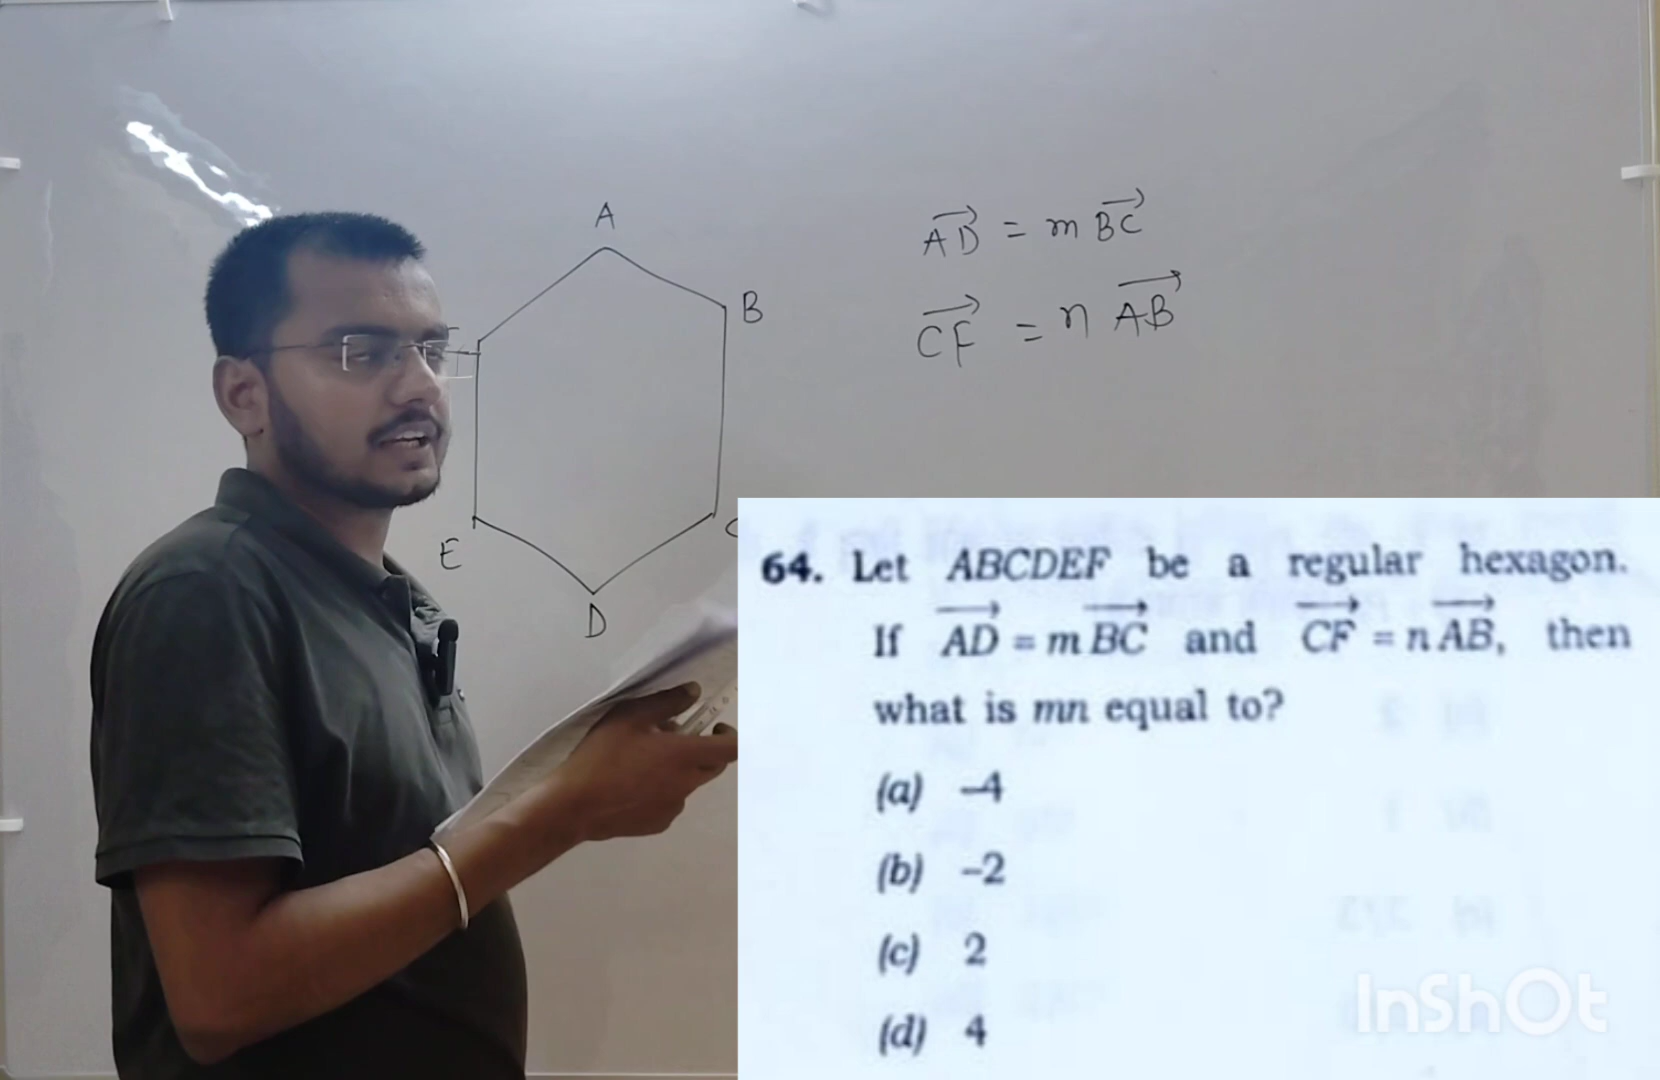 A
B
F
E
D
C
AD = m BC
CF = n AB
64. Let ABCDEF be a regular hexagon.
If AD = m BC and CF = n AB, then
what is mn equal to?
(a) –4
(b) –2
(c) 2
(d) 4
InShOt